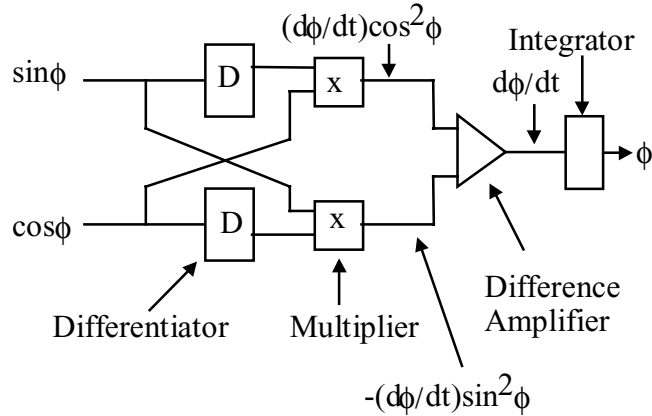 (dϕ/dt)cos²ϕ
Integrator
sinϕ
D
x
dϕ/dt
ϕ
cosϕ
D
x
Differentiator
Multiplier
Difference
Amplifier
-(dϕ/dt)sin²ϕ